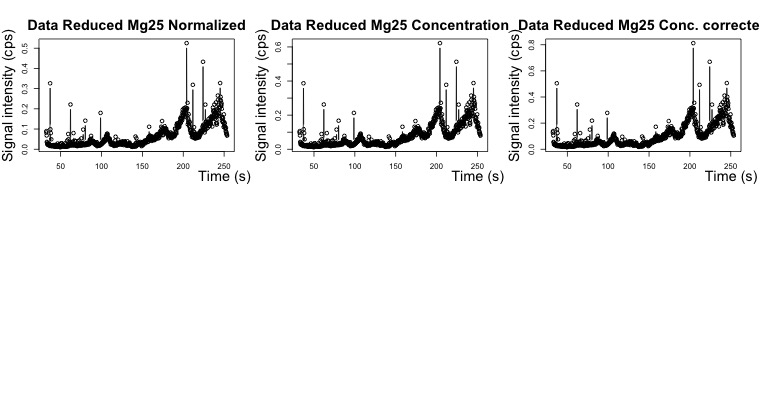 Data Reduced Mg25 Normalized
Signal intensity (cps)
0.0 0.1 0.2 0.3 0.4 0.5
50 100 150 200 250
Time (s)
Data Reduced Mg25 Concentration
Signal intensity (cps)
0.0 0.2 0.4 0.6
50 100 150 200 250
Time (s)
Data Reduced Mg25 Conc. correcte
Signal intensity (cps)
0.0 0.2 0.4 0.6 0.8
50 100 150 200 250
Time (s)